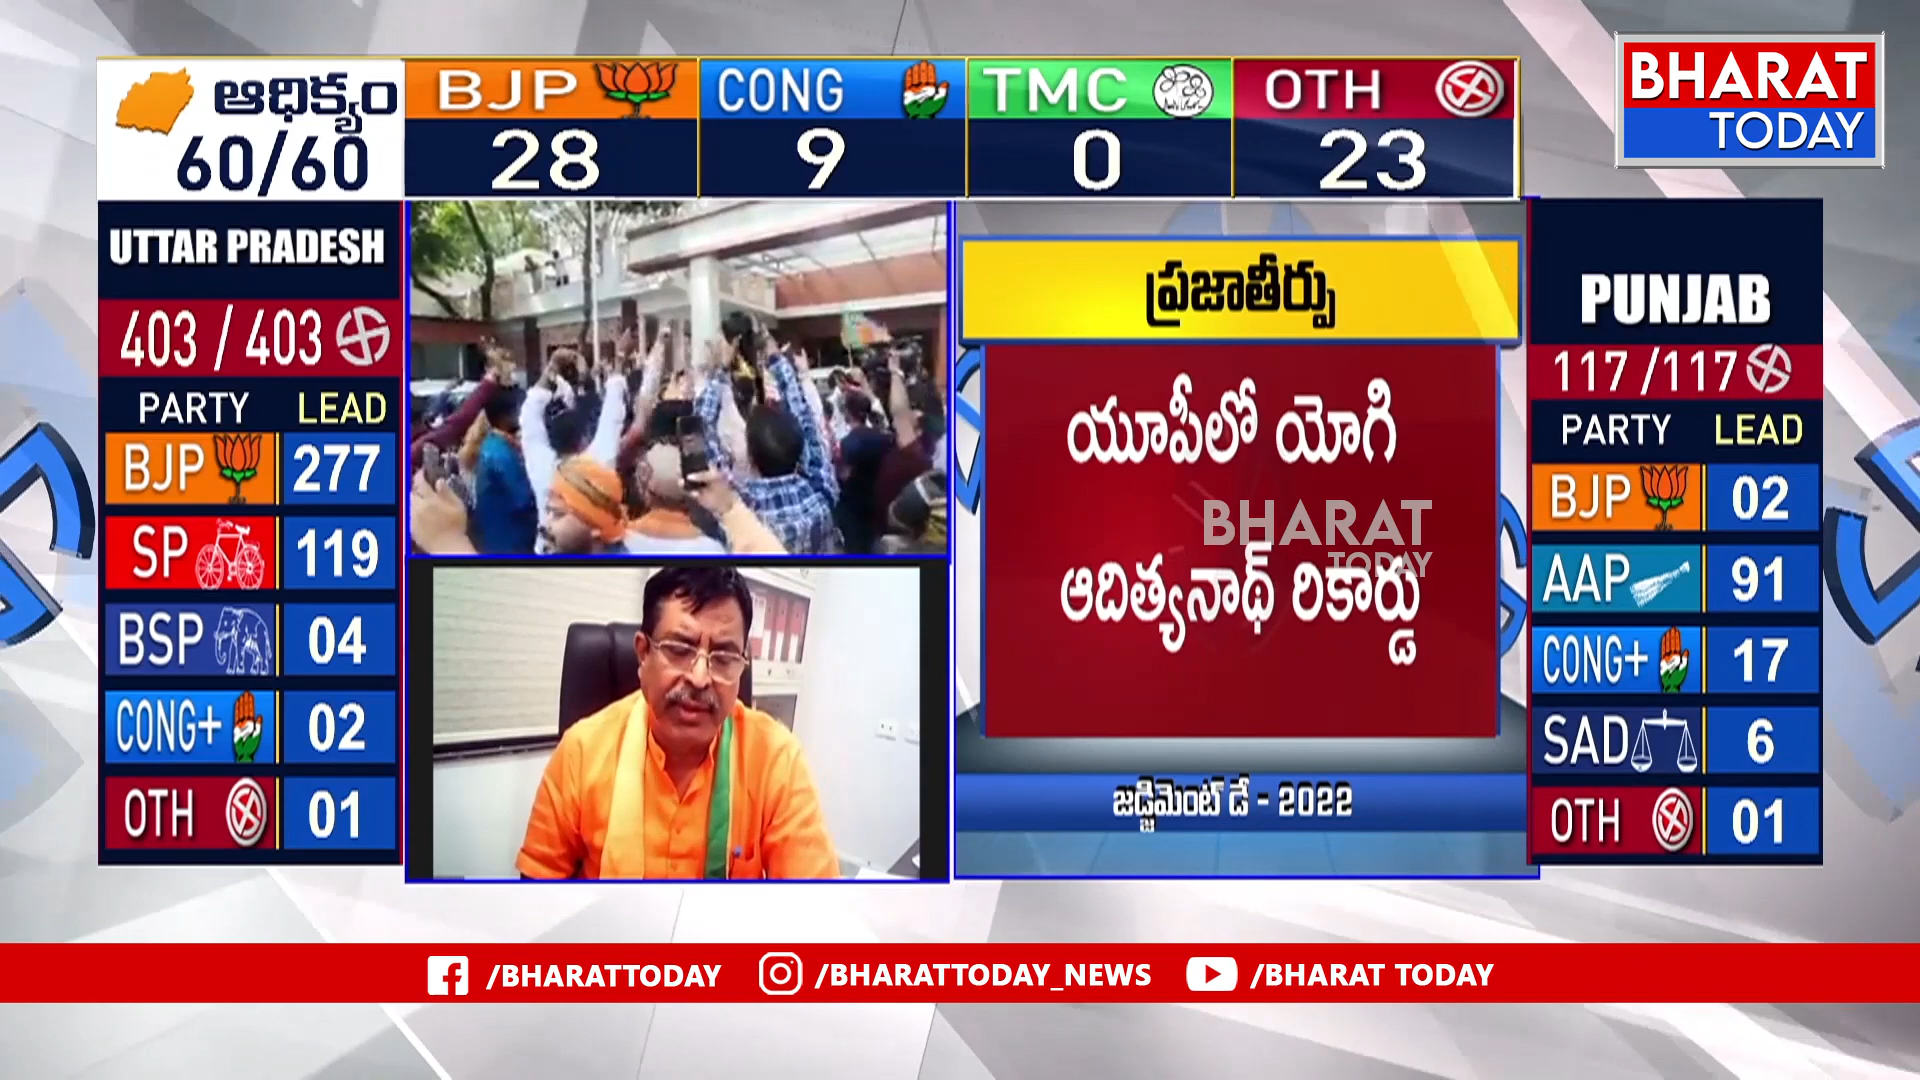 ఆధిక్యం
60/60
BJP
28
CONG
9
TMC
0
OTH
23
BHARAT
TODAY
UTTAR PRADESH
403 / 403
PARTY LEAD
BJP 277
SP 119
BSP 04
CONG+ 02
OTH 01
ప్రజాతీర్పు
యూపీలో యోగి
ఆదిత్యనాథ్ రికార్డు
BHARAT
TODAY
జడ్జిమెంట్ డే - 2022
PUNJAB
117 /117
PARTY LEAD
BJP 02
AAP 91
CONG+ 17
SAD 6
OTH 01
/BHARATTODAY /BHARATTODAY_NEWS /BHARAT TODAY